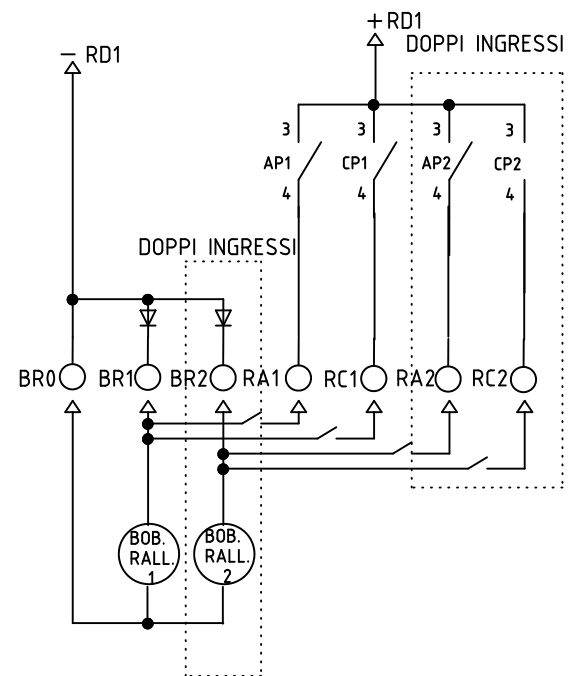 +RD1
DOPPI INGRESSI
− RD1
3 3 3 3
AP1 CP1 AP2 CP2
4 4 4 4
DOPPI INGRESSI
BR0 BR1 BR2 RA1 RC1 RA2 RC2
BOB.
RALL.
1
BOB.
RALL.
2